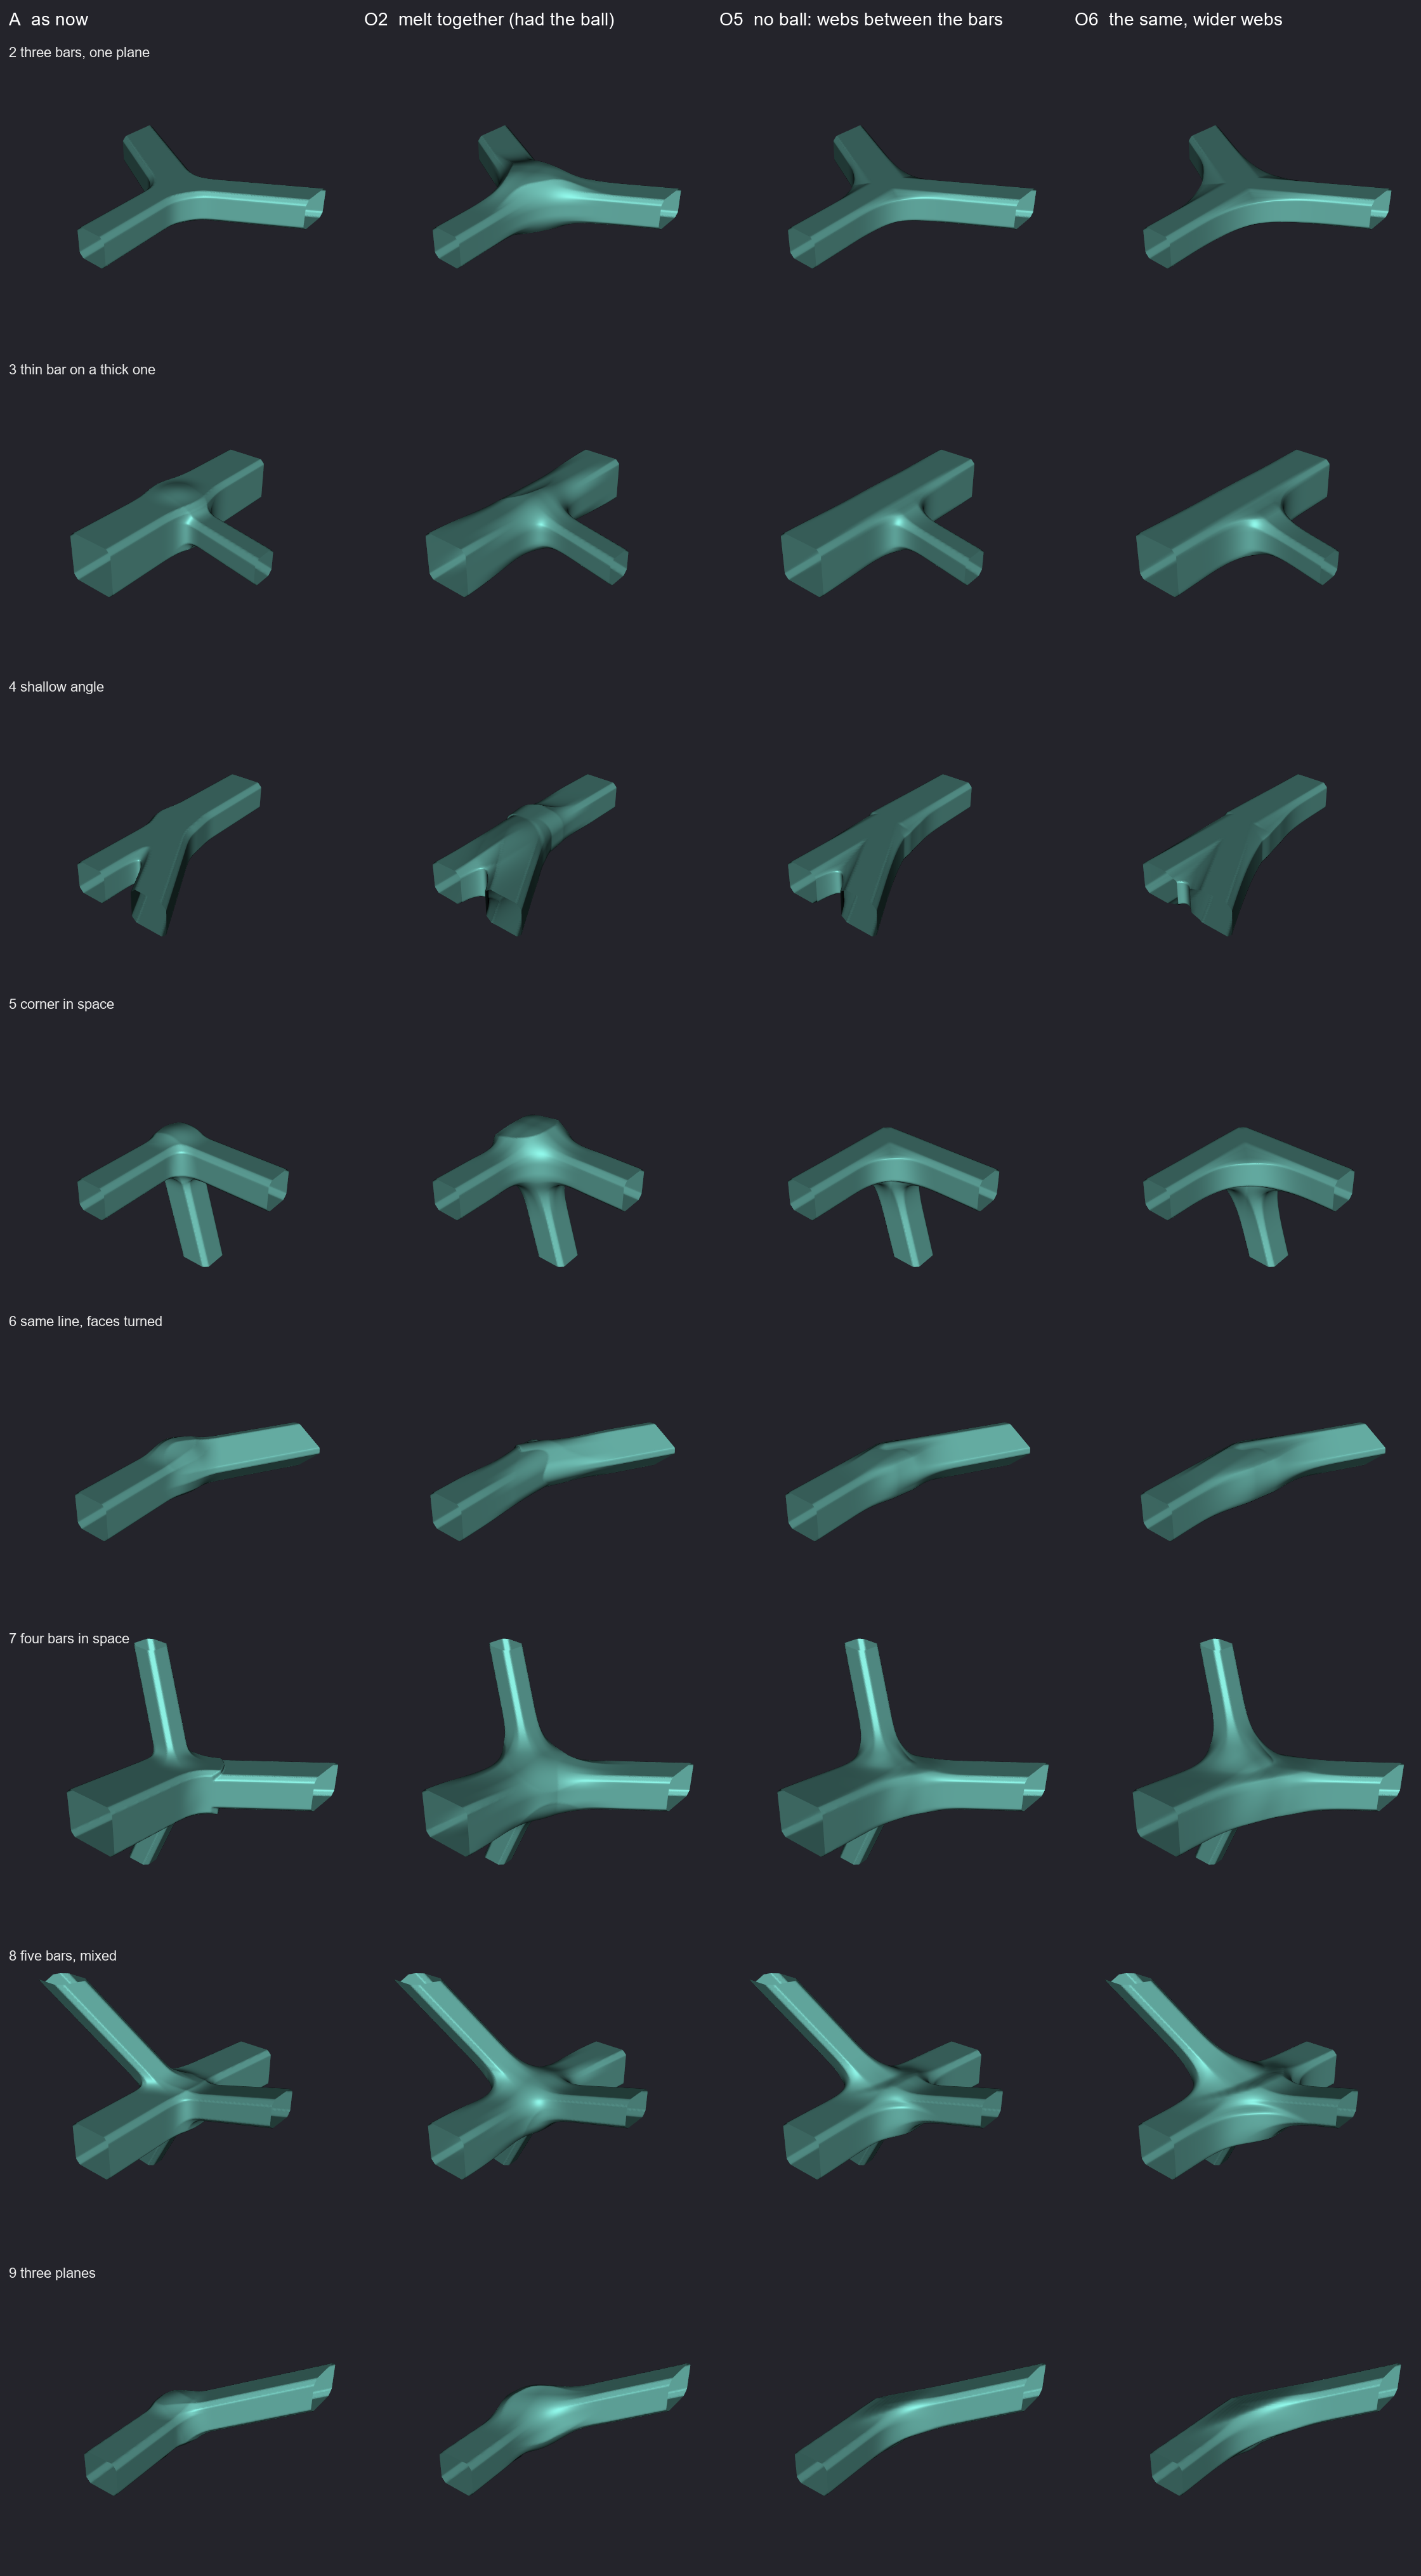 A  as now
O2  melt together (had the ball)
O5  no ball: webs between the bars
O6  the same, wider webs
2 three bars, one plane
3 thin bar on a thick one
4 shallow angle
5 corner in space
6 same line, faces turned
7 four bars in space
8 five bars, mixed
9 three planes